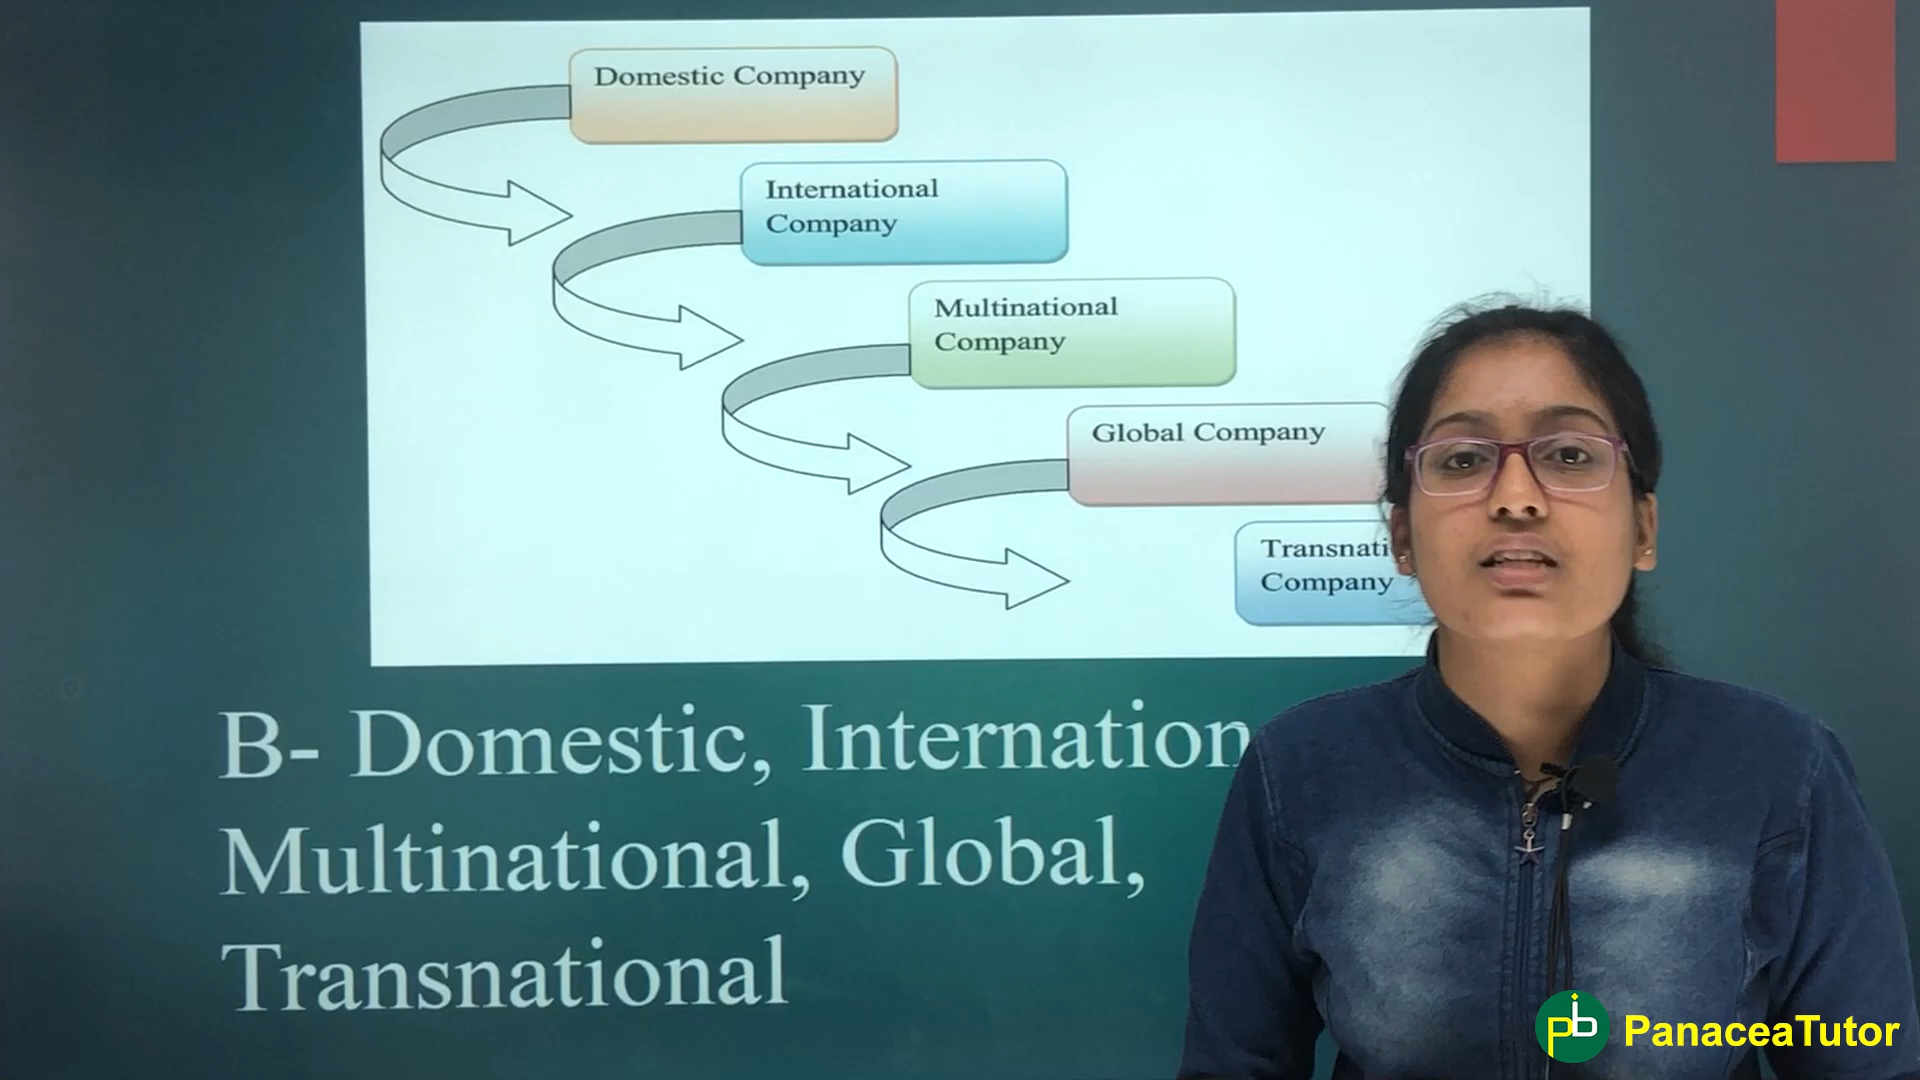 Domestic Company
International
Company
Multinational
Company
Global Company
Company
B- Domestic,
Multinational, Global,
Transnational
PanaceaTutor